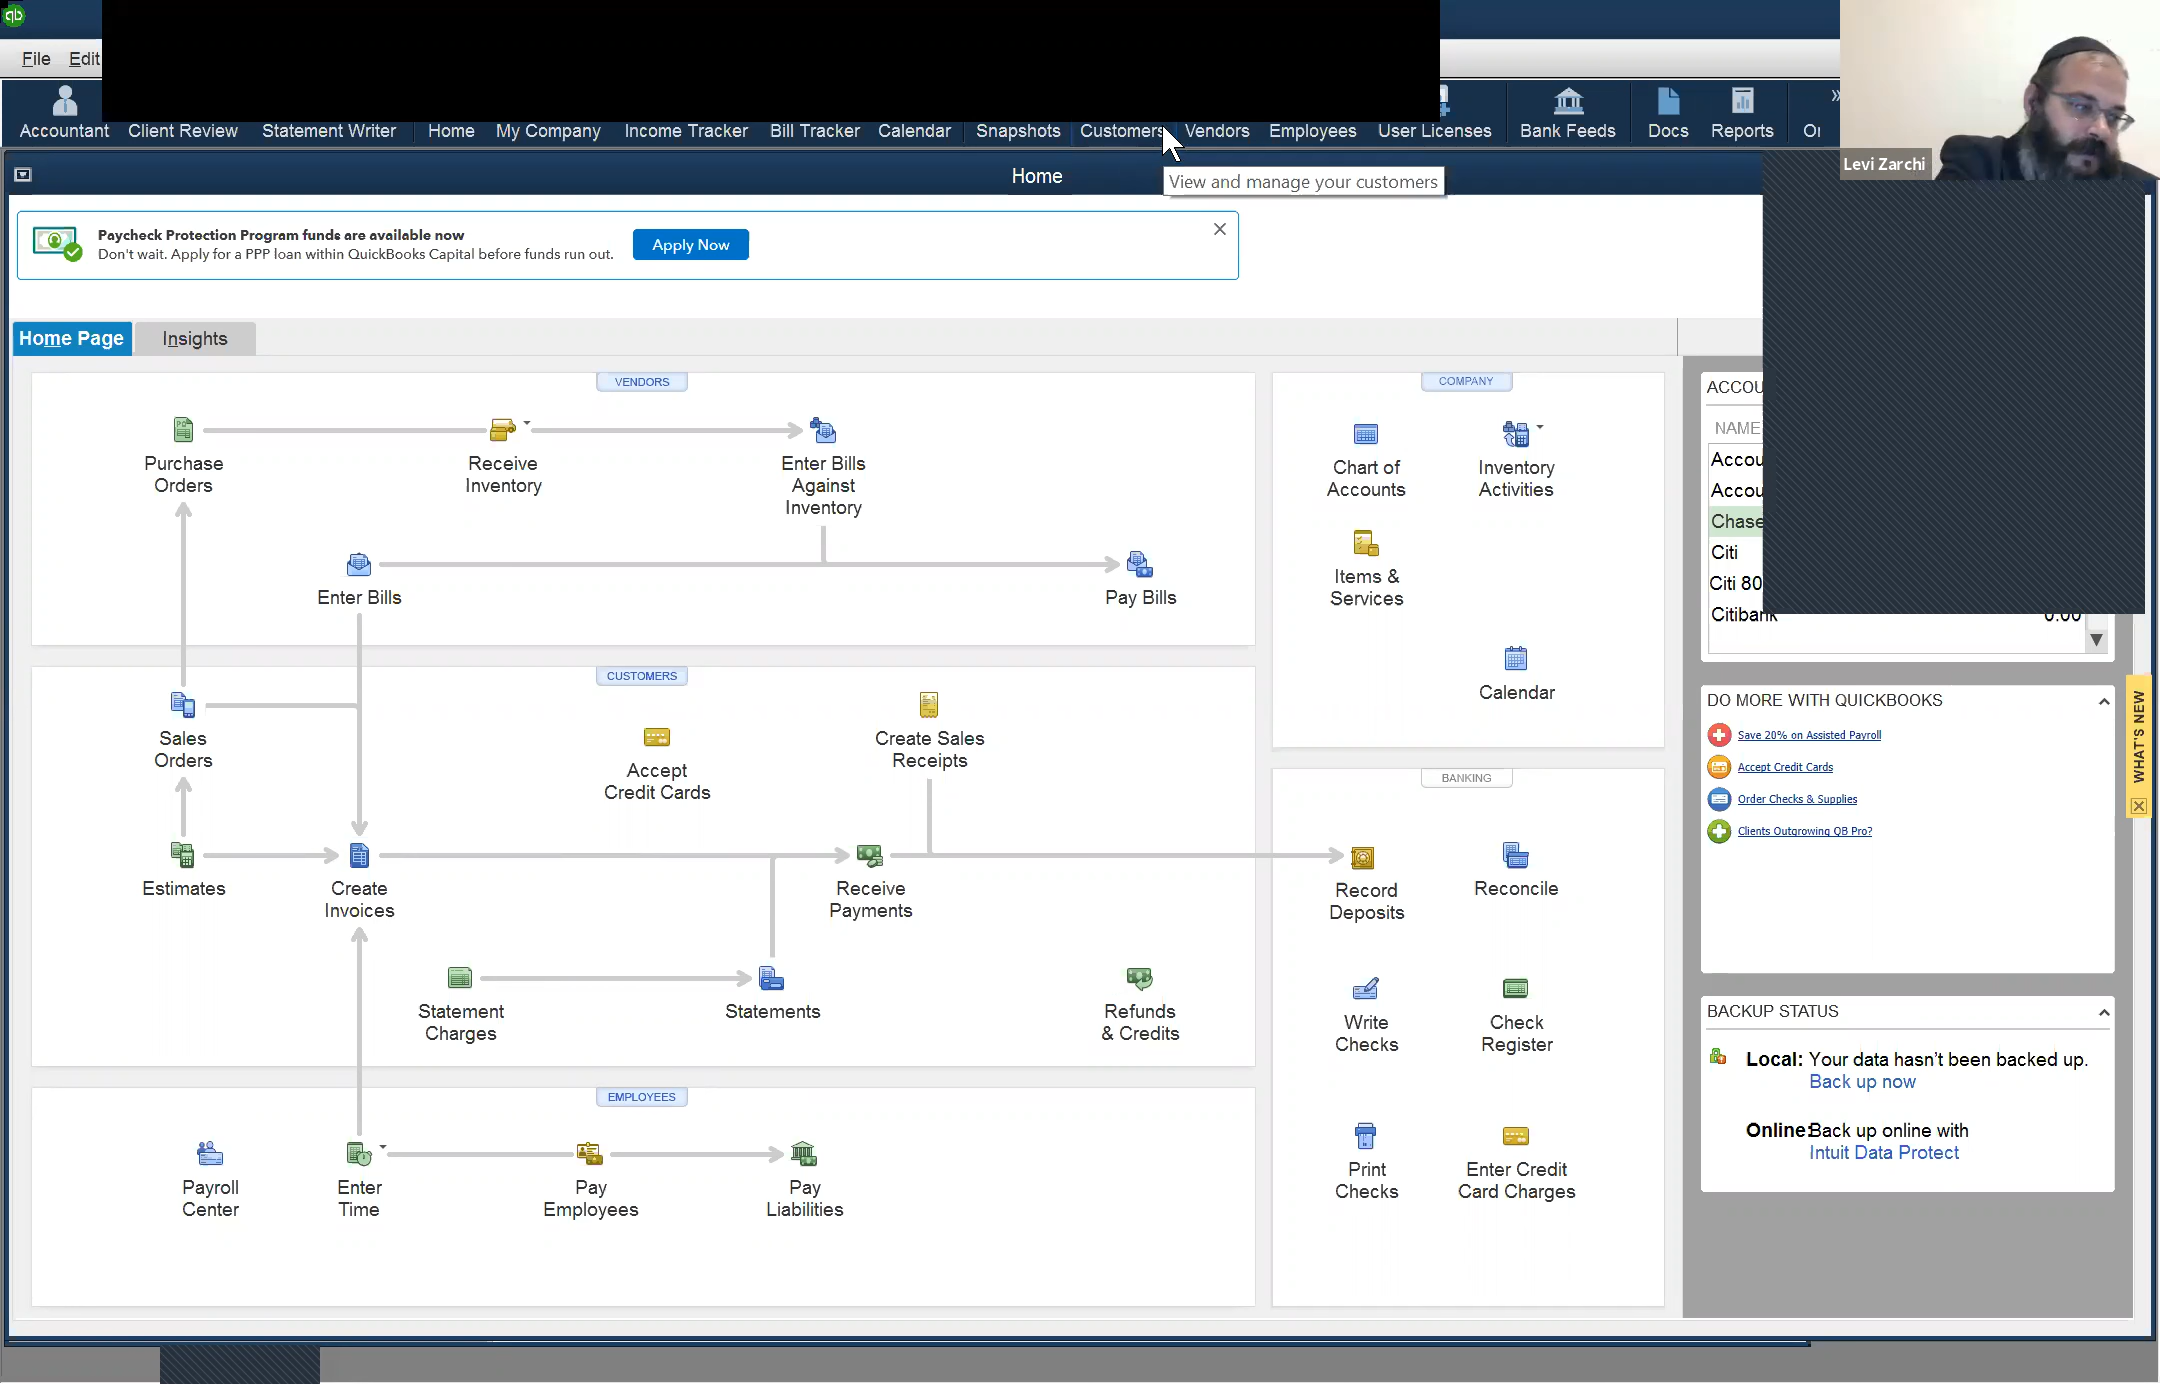 qb
File Edit
Accountant Client Review Statement Writer Home My Company Income Tracker Bill Tracker Calendar Snapshots Customers Vendors Employees User Licenses Bank Feeds Docs Reports
Levi Zarchi
Home
View and manage your customers
Paycheck Protection Program funds are available now
Don't wait. Apply for a PPP loan within QuickBooks Capital before funds run out.
Apply Now
Home Page Insights
VENDORS
Purchase
Orders
Receive
Inventory
Enter Bills
Against
Inventory
Enter Bills
Pay Bills
CUSTOMERS
Sales
Orders
Accept
Credit Cards
Create Sales
Receipts
Estimates
Create
Invoices
Receive
Payments
Statement
Charges
Statements
Refunds
& Credits
EMPLOYEES
Payroll
Center
Enter
Time
Pay
Employees
Pay
Liabilities
COMPANY
Chart of
Accounts
Inventory
Activities
Items &
Services
Calendar
BANKING
Record
Deposits
Reconcile
Write
Checks
Check
Register
Print
Checks
Enter Credit
Card Charges
ACCOU
NAME
Accou
Accou
Chase
Citi
Citi 80
Citibank 0.00
DO MORE WITH QUICKBOOKS
Save 20% on Assisted Payroll
Accept Credit Cards
Order Checks & Supplies
Clients Outgrowing QB Pro?
WHAT'S NEW
BACKUP STATUS
Local: Your data hasn't been backed up.
Back up now
Online: Back up online with
Intuit Data Protect